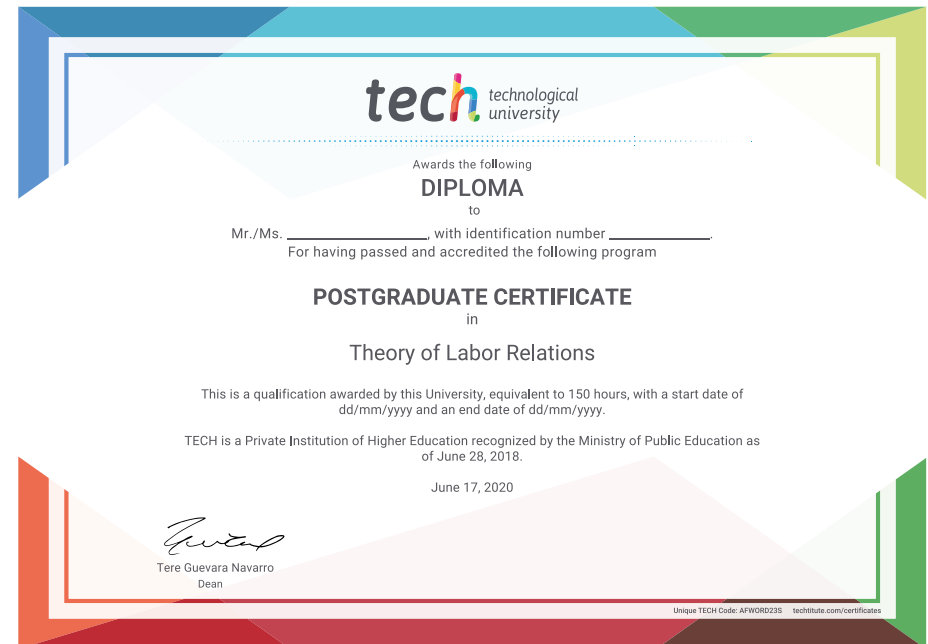 tech technological
university
Awards the following
DIPLOMA
to
Mr./Ms. ____________________, with identification number ______________.
For having passed and accredited the following program
POSTGRADUATE CERTIFICATE
in
Theory of Labor Relations
This is a qualification awarded by this University, equivalent to 150 hours, with a start date of
dd/mm/yyyy and an end date of dd/mm/yyyy.
TECH is a Private Institution of Higher Education recognized by the Ministry of Public Education as
of June 28, 2018.
June 17, 2020
Tere Guevara Navarro
Dean
Unique TECH Code: AFWORD23S techtitute.com/certificates